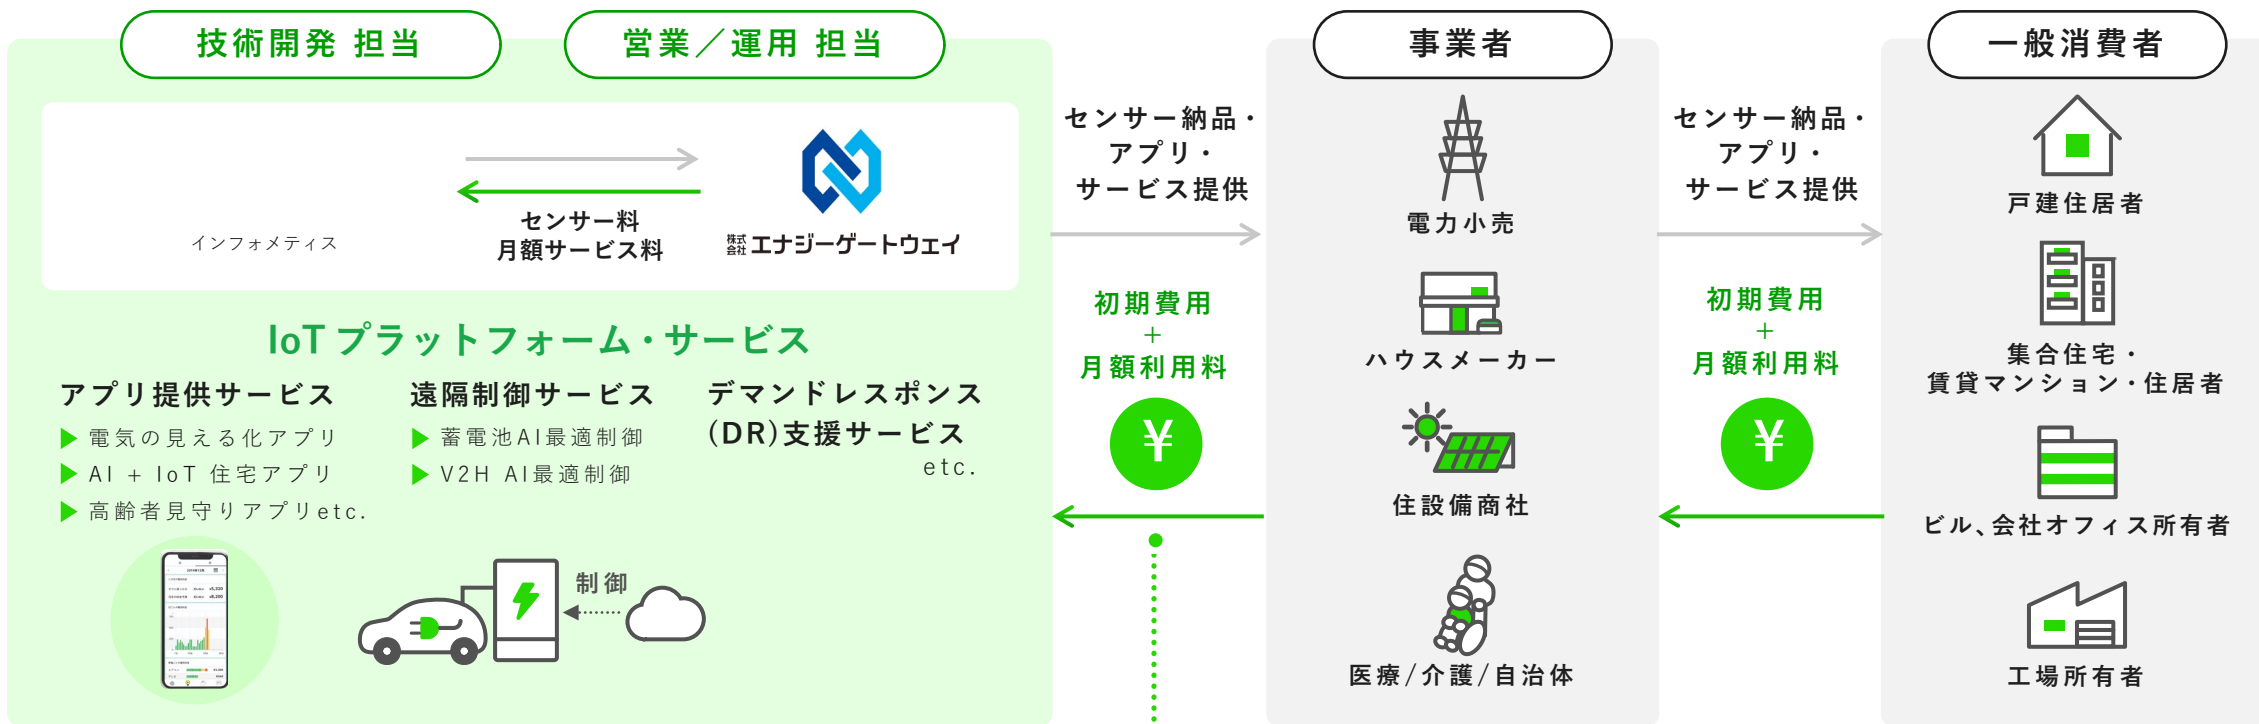 技術開発 担当
営業／運用 担当
インフォメティス
センサー料
月額サービス料
株式会社 エナジーゲートウェイ
IoT プラットフォーム・サービス
アプリ提供サービス
電気の見える化アプリ
AI + IoT 住宅アプリ
高齢者見守りアプリetc.
遠隔制御サービス
蓄電池AI最適制御
V2H AI最適制御
デマンドレスポンス
(DR)支援サービス
etc.
制御
センサー納品・
アプリ・
サービス提供
初期費用
+
月額利用料
¥
事業者
電力小売
ハウスメーカー
住設備商社
医療/介護/自治体
センサー納品・
アプリ・
サービス提供
初期費用
+
月額利用料
¥
一般消費者
戸建住居者
集合住宅・
賃貸マンション・住居者
ビル、会社オフィス所有者
工場所有者